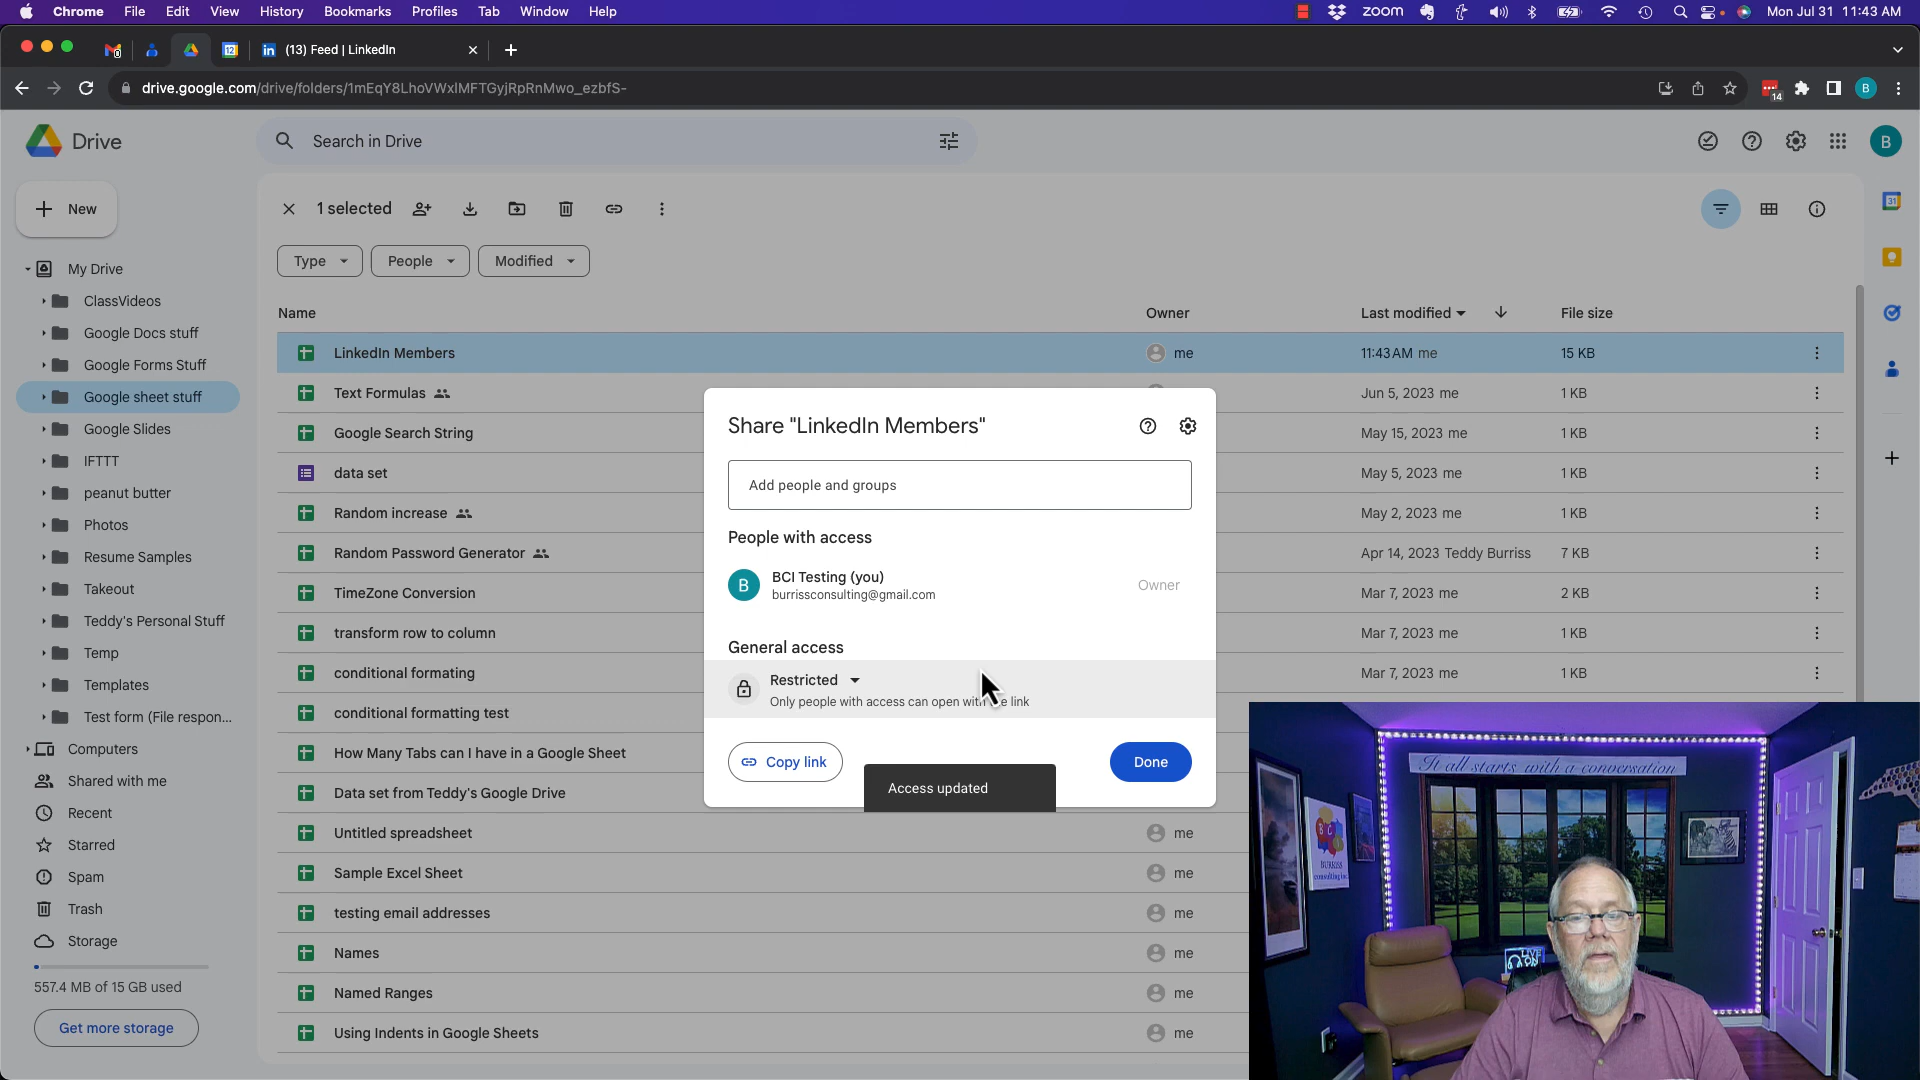 Chrome File Edit View History Bookmarks Profiles Tab Window Help
zoom
Mon Jul 31 11:43 AM
(13) Feed | LinkedIn
drive.google.com/drive/folders/1mEqY8LhoVWxIMFTGyjRpRnMwo_ezbfS-
14
B
Drive
Search in Drive
B
New
1 selected
31
Type
People
Modified
My Drive
ClassVideos
Google Docs stuff
Google Forms Stuff
Google sheet stuff
Google Slides
IFTTT
peanut butter
Photos
Resume Samples
Takeout
Teddy's Personal Stuff
Temp
Templates
Test form (File respon...
Computers
Shared with me
Recent
Starred
Spam
Trash
Storage
557.4 MB of 15 GB used
Get more storage
Name Owner Last modified File size
LinkedIn Members me 11:43 AM me 15 KB
Text Formulas Jun 5, 2023 me 1 KB
Google Search String May 15, 2023 me 1 KB
data set May 5, 2023 me 1 KB
Random increase May 2, 2023 me 1 KB
Random Password Generator Apr 14, 2023 Teddy Burriss 7 KB
TimeZone Conversion Mar 7, 2023 me 2 KB
transform row to column Mar 7, 2023 me 1 KB
conditional formating Mar 7, 2023 me 1 KB
conditional formatting test
How Many Tabs can I have in a Google Sheet
Data set from Teddy's Google Drive
Untitled spreadsheet me
Sample Excel Sheet me
testing email addresses me
Names me
Named Ranges me
Using Indents in Google Sheets me
Share "LinkedIn Members"
Add people and groups
People with access
B
BCI Testing (you)
burrissconsulting@gmail.com
Owner
General access
Restricted
Only people with access can open link
Copy link
Done
Access updated
It all starts with a conversation
BCI
BURRISS
consulting inc
LIVE
ON